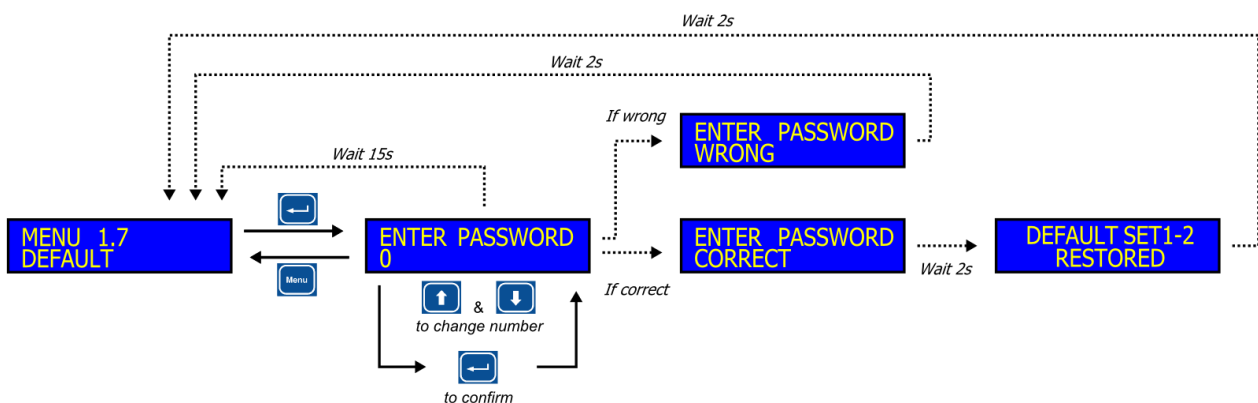 Wait 2s
Wait 2s
If wrong
ENTER PASSWORD
WRONG
Wait 15s
MENU 1.7
DEFAULT
Menu
ENTER PASSWORD
0
&
to change number
to confirm
If correct
ENTER PASSWORD
CORRECT
Wait 2s
DEFAULT SET1-2
RESTORED